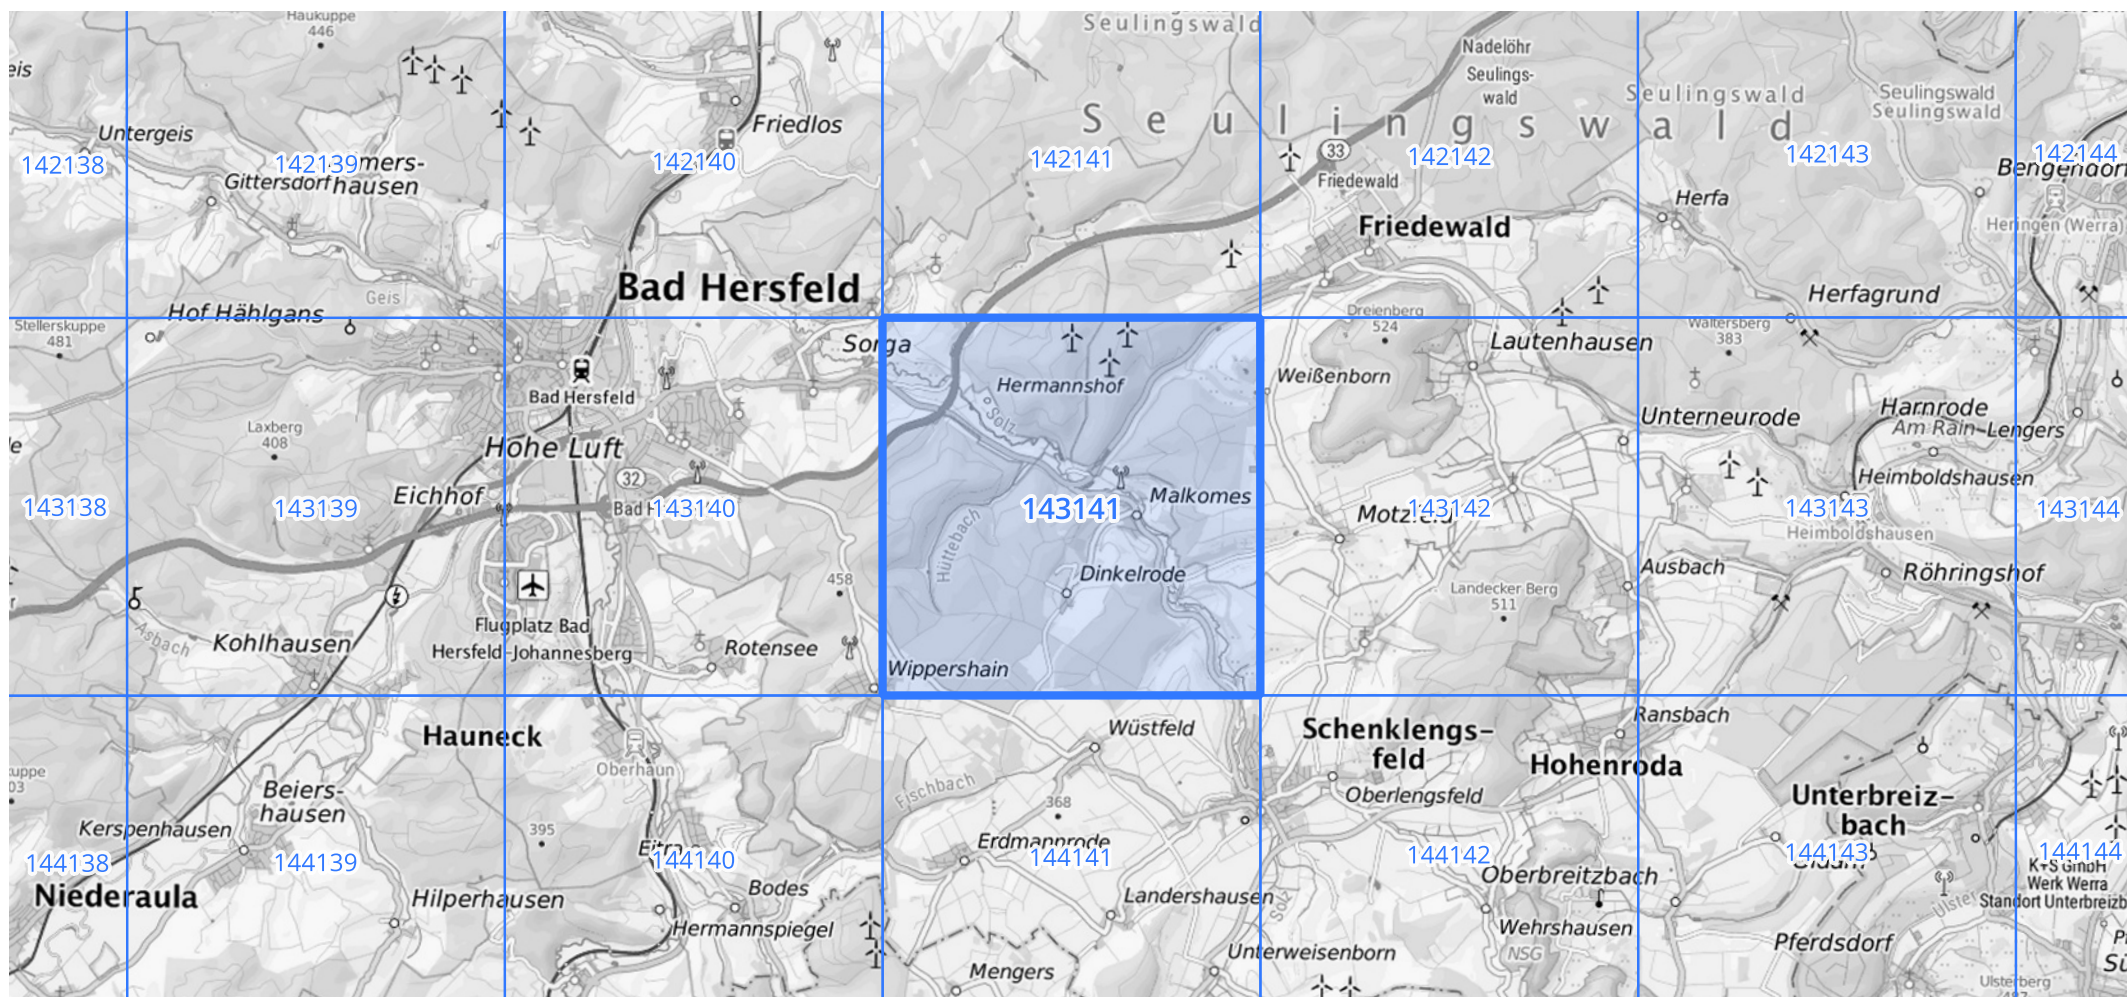 Haukuppe
446
Seulingswald
Nadelöhr
Seulings-
wald
Untergeis
Friedlos
Seulingswald
Seulingswald
Seulingswald
Seulingswald
33
Friedewald
142138
142139
142140
142141
142142
142143
142144
Gittersdorf
hausen
Bengendorf
Herfa
Friedewald
Heringen (Werra)
Bad Hersfeld
Geis
Hof Hählgans
Herfagrund
Stellerskuppe
481
Dreienberg
524
Waltersberg
383
Sorga
Lautenhausen
Hermannshof
Weißenborn
Bad Hersfeld
Solz
Harnrode
Am Rain-Lengers
Unterneurode
Laxberg
408
Hohe Luft
32
Heimboldshausen
Eichhof
Malkomes
143138
143139
143140
143141
143142
143143
143144
Heimboldshausen
Hüttebach
Dinkelrode
Ausbach
Röhringshof
458
Landecker Berg
511
Asbach
Kohlhausen
Flugplatz Bad
Hersfeld-Johannesberg
Rotensee
Wippershain
Hauneck
Wüstfeld
Schenklengs-
feld
Ransbach
Hohenroda
Oberhaun
Fischbach
Beiers-
hausen
368
Oberlengsfeld
Unterbreiz-
bach
Kerspenhausen
395
Erdmannrode
144138
144139
144140
144141
144142
144143
144144
K+S GmbH
Werk Werra
Standort Unterbreizb
Niederaula
Hilperhausen
Bodes
Landershausen
Oberbreitzbach
Solz
Ulster
Hermannspiegel
Wehrshausen
Unterweisenborn
NSG
Pferdsdorf
Mengers
Ulsterberg